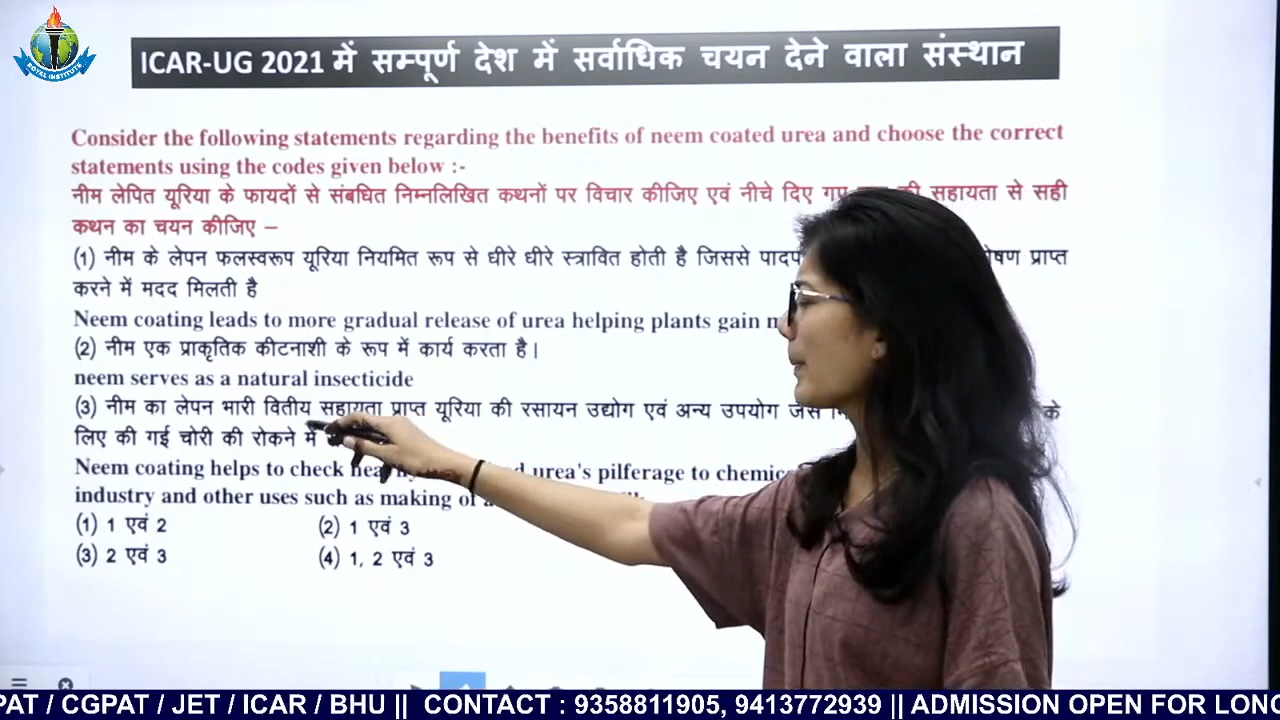 ROYAL INSTITUTE
ICAR-UG 2021 में सम्पूर्ण देश में सर्वाधिक चयन देने वाला संस्थान
Consider the following statements regarding the benefits of neem coated urea and choose the correct
statements using the codes given below :-
नीम लेपित यूरिया के फायदों से संबधित निम्नलिखित कथनों पर विचार कीजिए एवं नीचे दिए सहायता से सही
कथन का चयन कीजिए –
(1) नीम के लेपन फलस्वरूप यूरिया नियमित रूप से धीरे धीरे स्त्रावित होती है जिससे प्राप्त
करने में मदद मिलती है
Neem coating leads to more gradual release of urea helping plants gain
(2) नीम एक प्राकृतिक कीटनाशी के रूप में कार्य करता है।
neem serves as a natural insecticide
(3) नीम का लेपन भारी वितीय सहायता प्राप्त यूरिया की रसायन उद्योग एवं अन्य उपयोग के
लिए की गई चोरी की रोकने में
Neem coating helps to check urea's pilferage to
industry and other uses such as making of
(1) 1 एवं 2 (2) 1 एवं 3
(3) 2 एवं 3 (4) 1, 2 एवं 3
PAT / CGPAT / JET / ICAR / BHU || CONTACT : 9358811905, 9413772939 || ADMISSION OPEN FOR